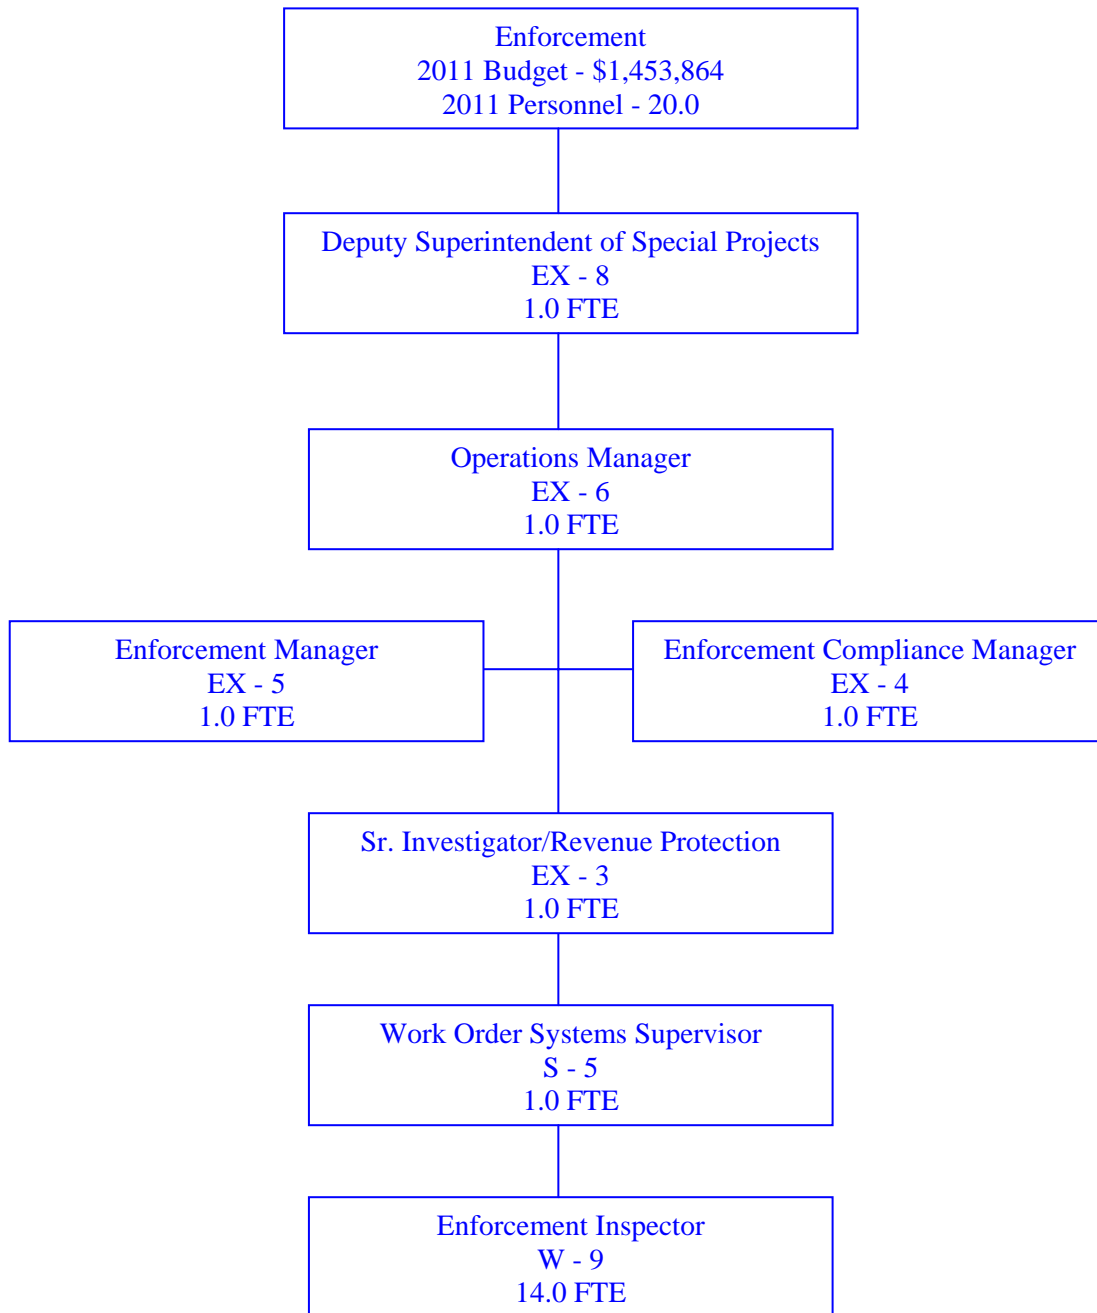 Enforcement
2011 Budget - $1,453,864
2011 Personnel - 20.0
Deputy Superintendent of Special Projects
EX - 8
1.0 FTE
Operations Manager
EX - 6
1.0 FTE
Enforcement Manager
EX - 5
1.0 FTE
Enforcement Compliance Manager
EX - 4
1.0 FTE
Sr. Investigator/Revenue Protection
EX - 3
1.0 FTE
Work Order Systems Supervisor
S - 5
1.0 FTE
Enforcement Inspector
W - 9
14.0 FTE